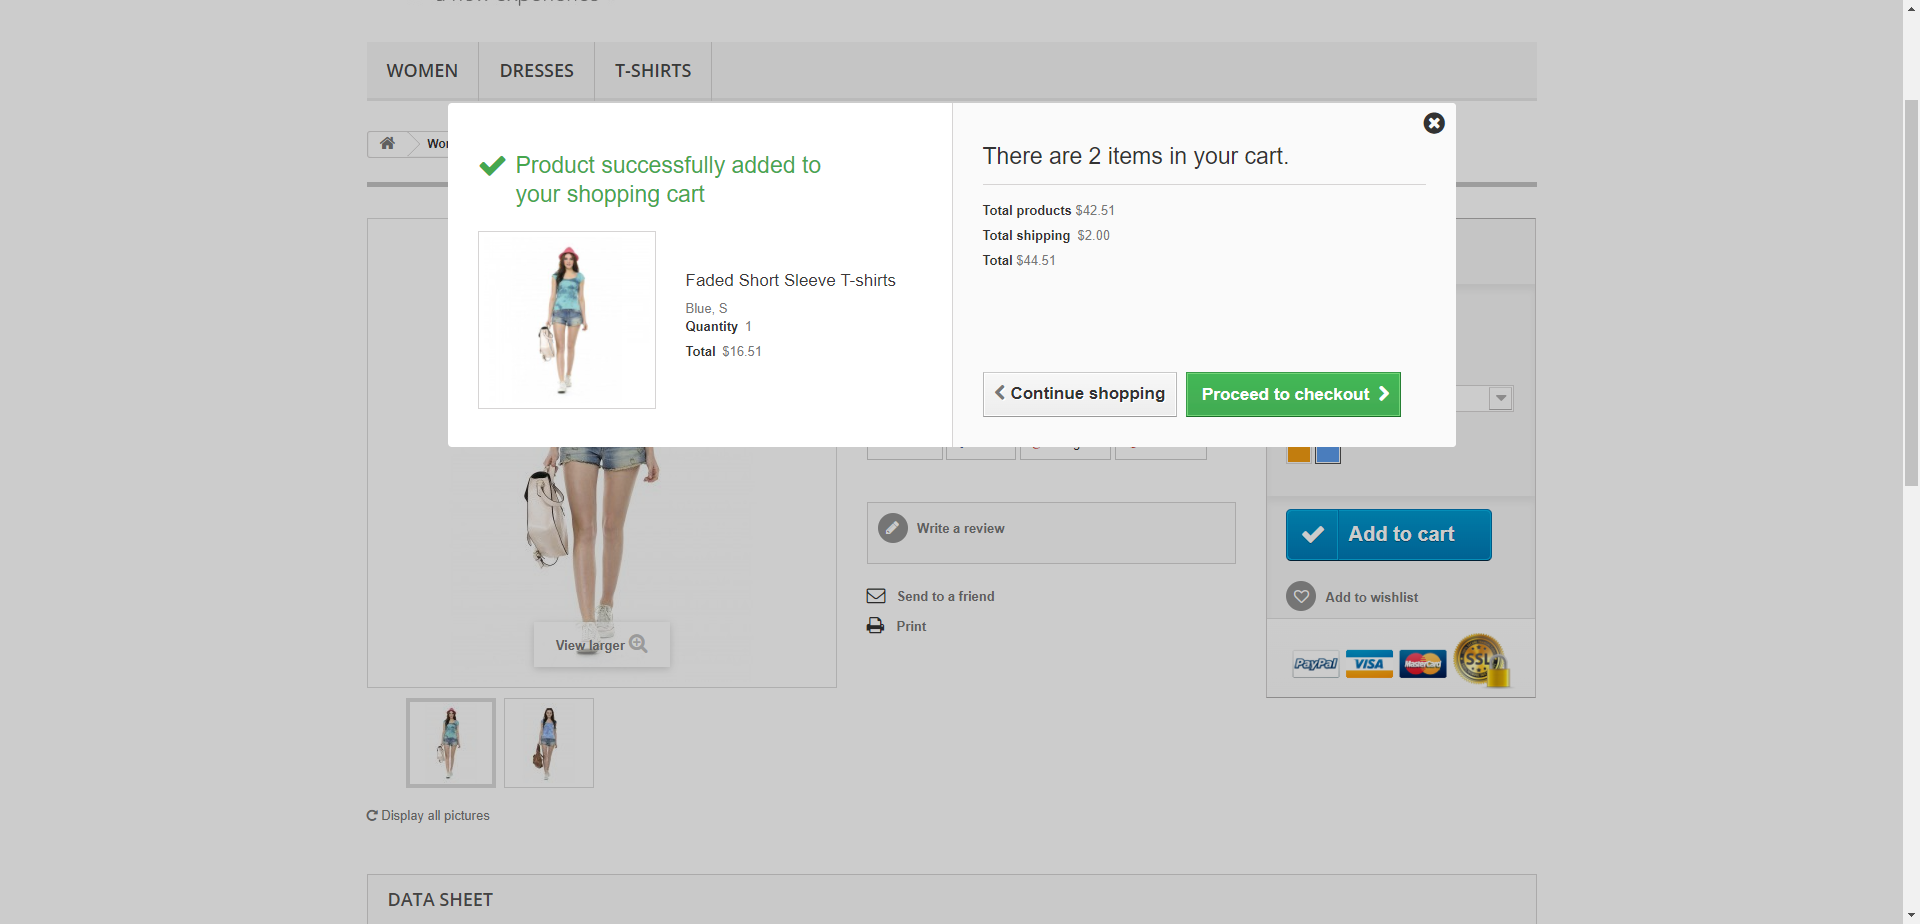 a new experience
WOMEN
DRESSES
T-SHIRTS
Product successfully added to
your shopping cart
Faded Short Sleeve T-shirts
Blue, S
Quantity 1
Total $16.51
There are 2 items in your cart.
Total products $42.51
Total shipping $2.00
Total $44.51
Continue shopping
Proceed to checkout
Write a review
Send to a friend
Print
View larger
Display all pictures
Add to cart
Add to wishlist
PayPal
VISA
MasterCard
SSL
DATA SHEET